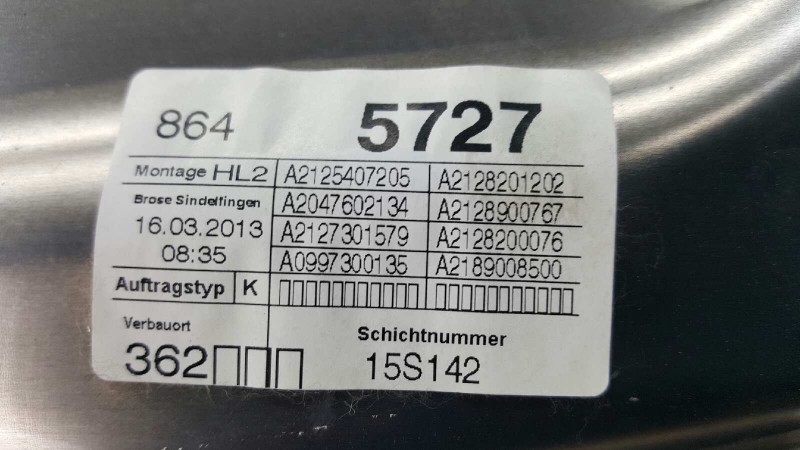 864 5727
Montage HL2 A2125407205 A2128201202
Brose Sindelfingen A2047602134 A2128900767
16.03.2013 A2127301579 A2128200076
08:35 A0997300135 A2189008500
Auftragstyp K ▯▯▯▯▯▯▯▯▯▯▯ ▯▯▯▯▯▯▯▯▯▯▯
Verbauort Schichtnummer
362▯▯▯ 15S142